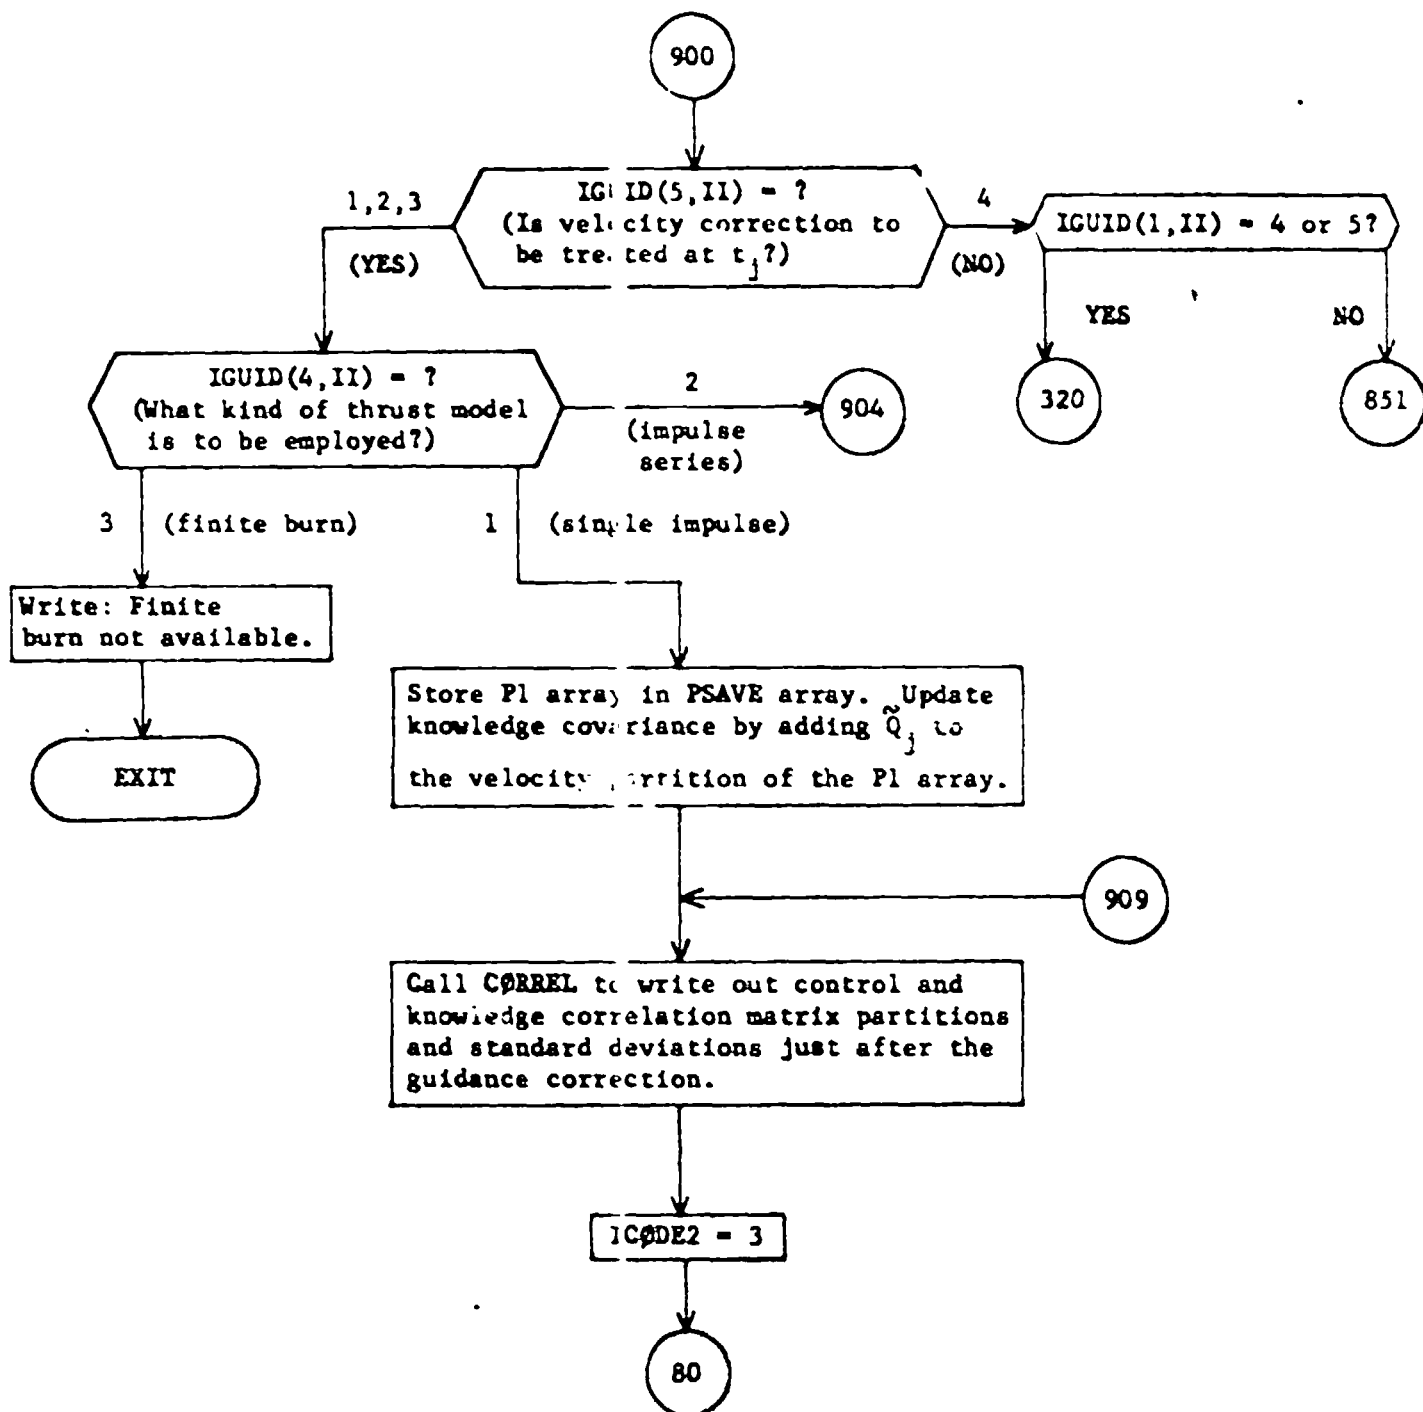 900
IGUID(5,II) = ?
(Is velocity correction to
be treated at t_j?)
1,2,3
(YES)
4
(NO)
IGUID(1,II) = 4 or 5?
YES
NO
320
851
IGUID(4,II) = ?
(What kind of thrust model
is to be employed?)
2
(impulse
series)
904
3 (finite burn)
1 (single impulse)
Write: Finite
burn not available.
EXIT
Store P1 array in PSAVE array. Update
knowledge covariance by adding Q̃_j to
the velocity partition of the P1 array.
909
Call CØRREL to write out control and
knowledge correlation matrix partitions
and standard deviations just after the
guidance correction.
ICØDE2 = 3
80